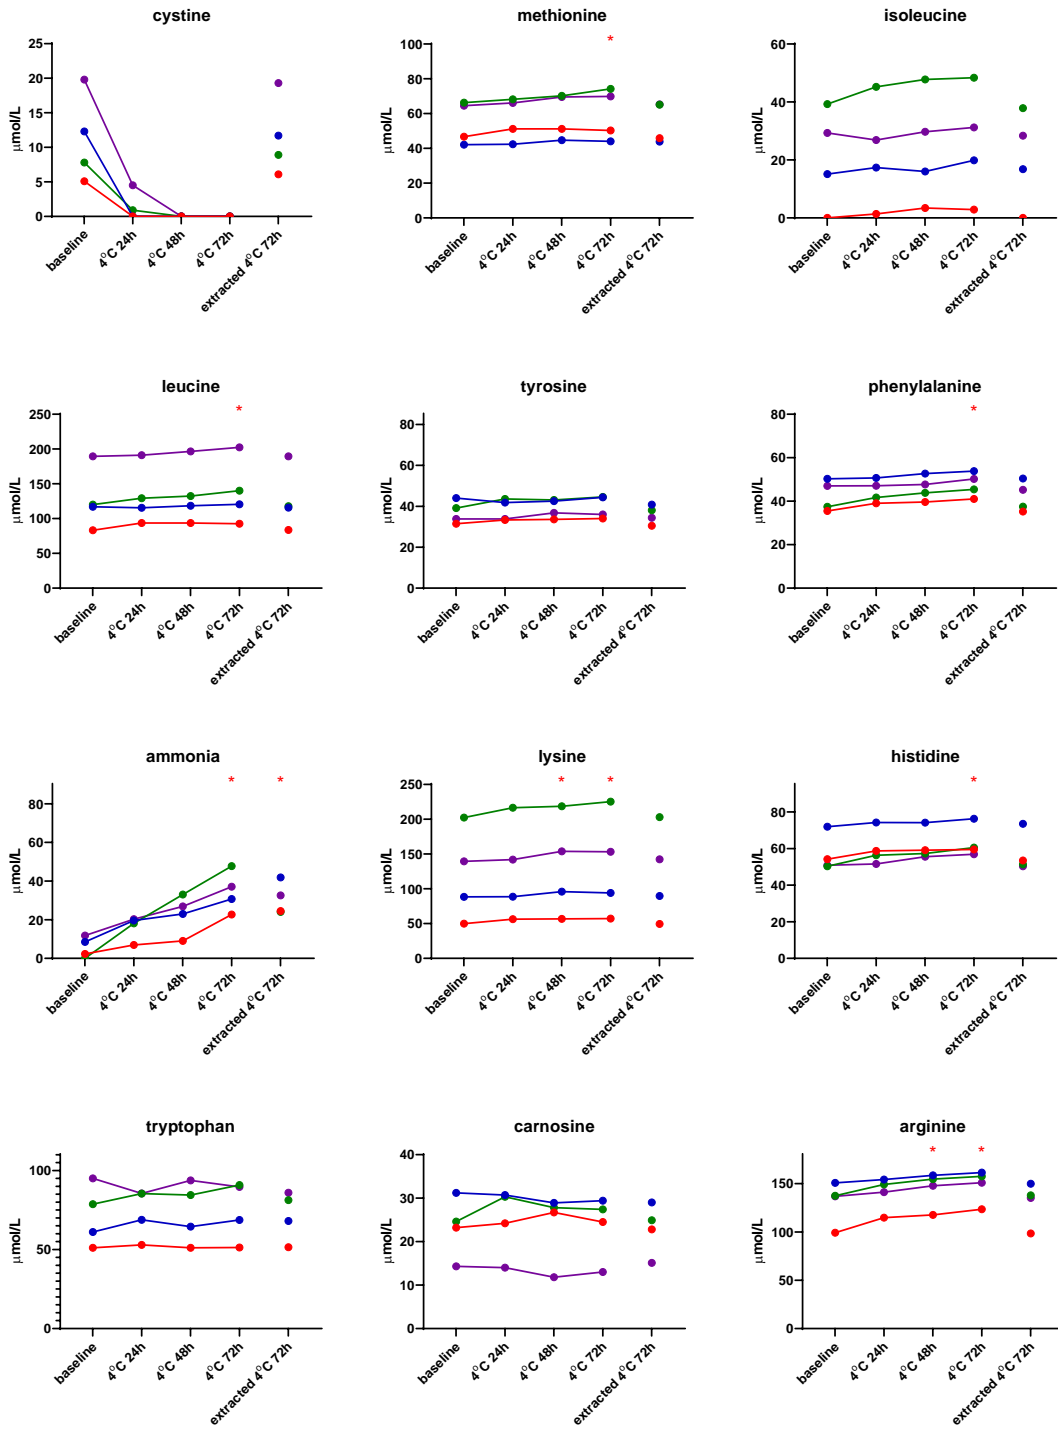 cystine
25
20
15
10
5
0
μmol/L
baseline
4°C 24h
4°C 48h
4°C 72h
extracted 4°C 72h
methionine
*
100
80
60
40
20
0
μmol/L
baseline
4°C 24h
4°C 48h
4°C 72h
extracted 4°C 72h
isoleucine
60
40
20
0
μmol/L
baseline
4°C 24h
4°C 48h
4°C 72h
extracted 4°C 72h
leucine
*
250
200
150
100
50
0
μmol/L
baseline
4°C 24h
4°C 48h
4°C 72h
extracted 4°C 72h
tyrosine
80
60
40
20
0
μmol/L
baseline
4°C 24h
4°C 48h
4°C 72h
extracted 4°C 72h
phenylalanine
*
80
60
40
20
0
μmol/L
baseline
4°C 24h
4°C 48h
4°C 72h
extracted 4°C 72h
ammonia
* *
80
60
40
20
0
μmol/L
baseline
4°C 24h
4°C 48h
4°C 72h
extracted 4°C 72h
lysine
* *
250
200
150
100
50
0
μmol/L
baseline
4°C 24h
4°C 48h
4°C 72h
extracted 4°C 72h
histidine
*
80
60
40
20
0
μmol/L
baseline
4°C 24h
4°C 48h
4°C 72h
extracted 4°C 72h
tryptophan
100
50
0
μmol/L
baseline
4°C 24h
4°C 48h
4°C 72h
extracted 4°C 72h
carnosine
40
30
20
10
0
μmol/L
baseline
4°C 24h
4°C 48h
4°C 72h
extracted 4°C 72h
arginine
* *
150
100
50
0
μmol/L
baseline
4°C 24h
4°C 48h
4°C 72h
extracted 4°C 72h